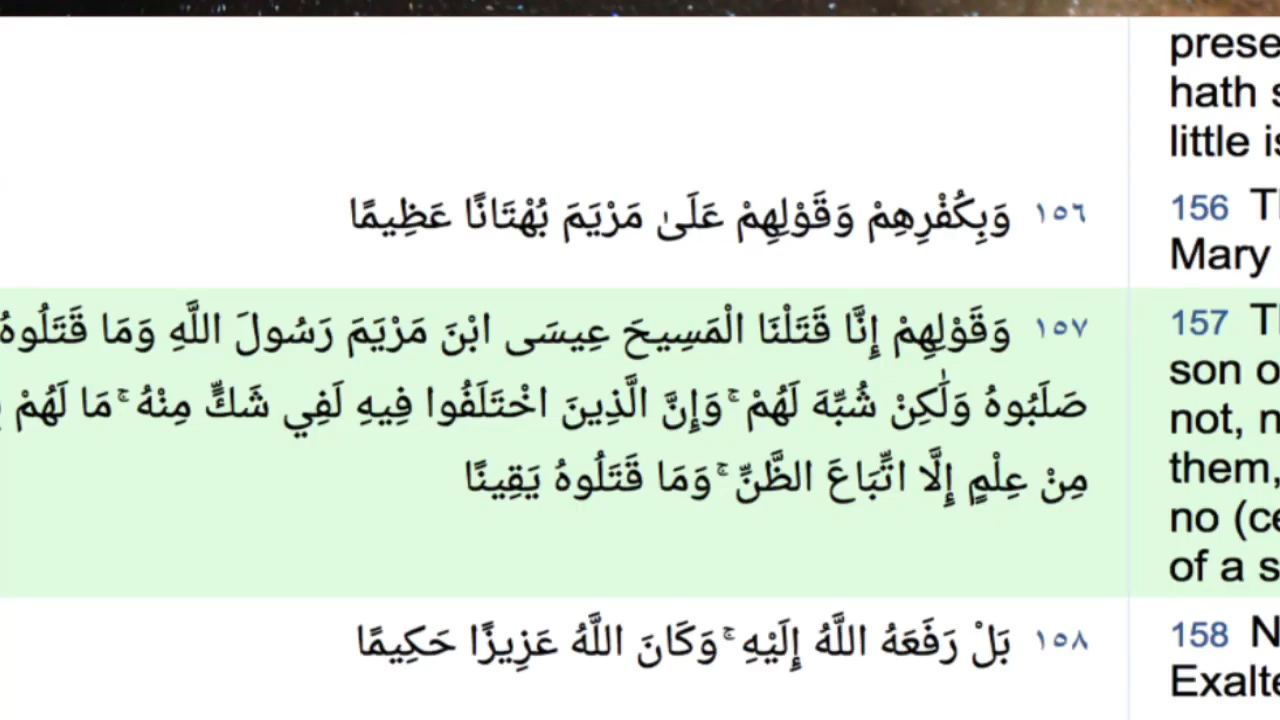 ١٥٦ وَبِكُفْرِهِمْ وَقَوْلِهِمْ عَلَىٰ مَرْيَمَ بُهْتَانًا عَظِيمًا
١٥٧ وَقَوْلِهِمْ إِنَّا قَتَلْنَا الْمَسِيحَ عِيسَى ابْنَ مَرْيَمَ رَسُولَ اللَّهِ وَمَا قَتَلُوهُ
صَلَبُوهُ وَلَٰكِنْ شُبِّهَ لَهُمْ ۚ وَإِنَّ الَّذِينَ اخْتَلَفُوا فِيهِ لَفِي شَكٍّ مِنْهُ ۚ مَا لَهُمْ
مِنْ عِلْمٍ إِلَّا اتِّبَاعَ الظَّنِّ ۚ وَمَا قَتَلُوهُ يَقِينًا
١٥٨ بَلْ رَفَعَهُ اللَّهُ إِلَيْهِ ۚ وَكَانَ اللَّهُ عَزِيزًا حَكِيمًا
prese
hath s
little is
156 T
Mary
157 T
son o
not, n
them,
no (ce
of a s
158 N
Exalte